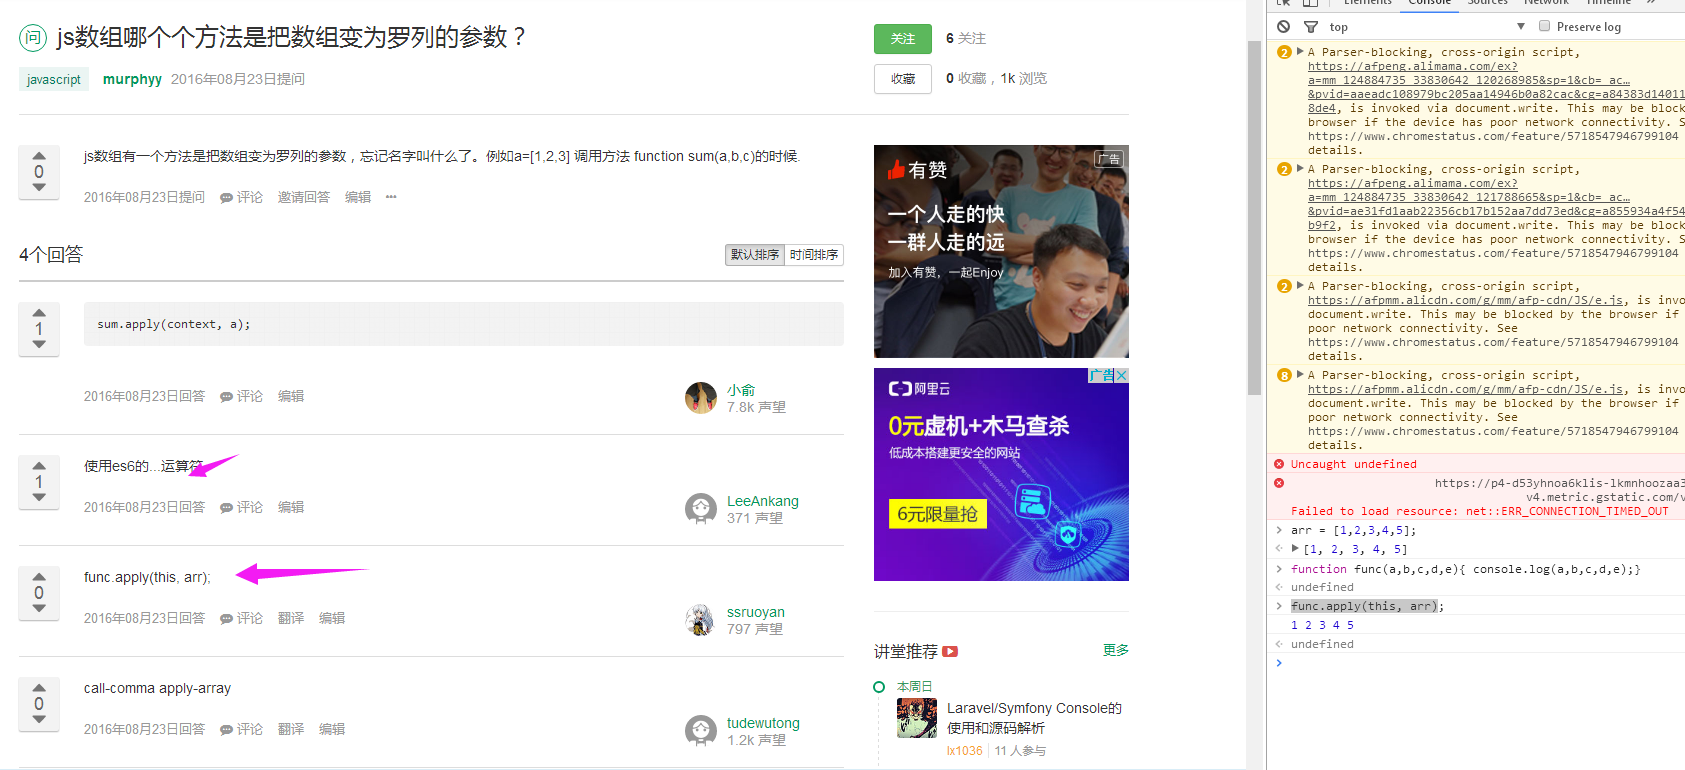 问 js数组哪个个方法是把数组变为罗列的参数？
javascript murphyy 2016年08月23日提问
关注 6 关注
收藏 0 收藏，1k 浏览
0
js数组有一个方法是把数组变为罗列的参数，忘记名字叫什么了。例如a=[1,2,3] 调用方法 function sum(a,b,c)的时候.
2016年08月23日提问 评论 邀请回答 编辑 •••
4个回答
默认排序 时间排序
1
sum.apply(context, a);
2016年08月23日回答 评论 编辑
小俞
7.8k 声望
1
使用es6的...运算符
2016年08月23日回答 评论 编辑
LeeAnkang
371 声望
0
func.apply(this, arr);
2016年08月23日回答 评论 翻译 编辑
ssruoyan
797 声望
0
call-comma apply-array
2016年08月23日回答 评论 翻译 编辑
tudewutong
1.2k 声望
有赞
广告
一个人走的快
一群人走的远
加入有赞，一起Enjoy
阿里云
广告
0元虚机+木马查杀
低成本搭建更安全的网站
6元限量抢
讲堂推荐 更多
本周日
Laravel/Symfony Console的
使用和源码解析
lx1036 11 人参与
Elements Console Sources Network Timeline »
top ▼ Preserve log
2 A Parser-blocking, cross-origin script,
https://afpeng.alimama.com/ex?
a=mm_124884735_33830642_120268985&sp=1&cb=_ac…
&pvid=aaeadc108979bc205aa14946b0a82cac&cg=a84383d14011
8de4, is invoked via document.write. This may be block
browser if the device has poor network connectivity. S
https://www.chromestatus.com/feature/5718547946799104
details.
2 A Parser-blocking, cross-origin script,
https://afpeng.alimama.com/ex?
a=mm_124884735_33830642_121788665&sp=1&cb=_ac…
&pvid=ae31fd1aab22356cb17b152aa7dd73ed&cg=a855934a4f54
b9f2, is invoked via document.write. This may be block
browser if the device has poor network connectivity. S
https://www.chromestatus.com/feature/5718547946799104
details.
2 A Parser-blocking, cross-origin script,
https://afpmm.alicdn.com/g/mm/afp-cdn/JS/e.js, is invo
document.write. This may be blocked by the browser if
poor network connectivity. See
https://www.chromestatus.com/feature/5718547946799104
details.
8 A Parser-blocking, cross-origin script,
https://afpmm.alicdn.com/g/mm/afp-cdn/JS/e.js, is invo
document.write. This may be blocked by the browser if
poor network connectivity. See
https://www.chromestatus.com/feature/5718547946799104
details.
Uncaught undefined
https://p4-d53yhnoa6klis-lkmnhoozaa3
v4.metric.gstatic.com/v
Failed to load resource: net::ERR_CONNECTION_TIMED_OUT
arr = [1,2,3,4,5];
[1, 2, 3, 4, 5]
function func(a,b,c,d,e){ console.log(a,b,c,d,e);}
undefined
func.apply(this, arr);
1 2 3 4 5
undefined